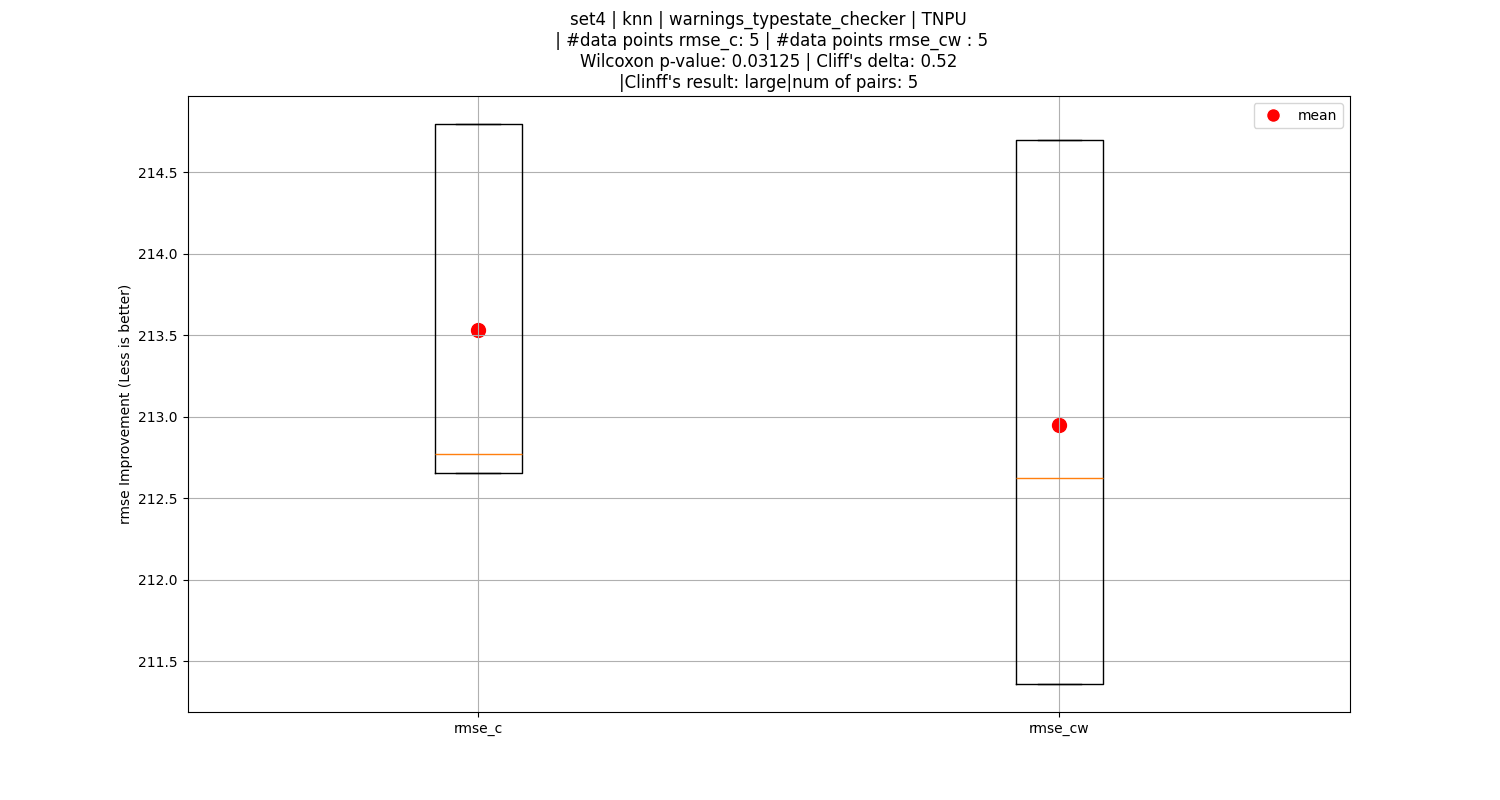 set4 | knn | warnings_typestate_checker | TNPU
| #data points rmse_c: 5 | #data points rmse_cw : 5
Wilcoxon p-value: 0.03125 | Cliff's delta: 0.52
|Clinff's result: large|num of pairs: 5
mean
214.5
214.0
213.5
213.0
212.5
212.0
211.5
rmse Improvement (Less is better)
rmse_c
rmse_cw